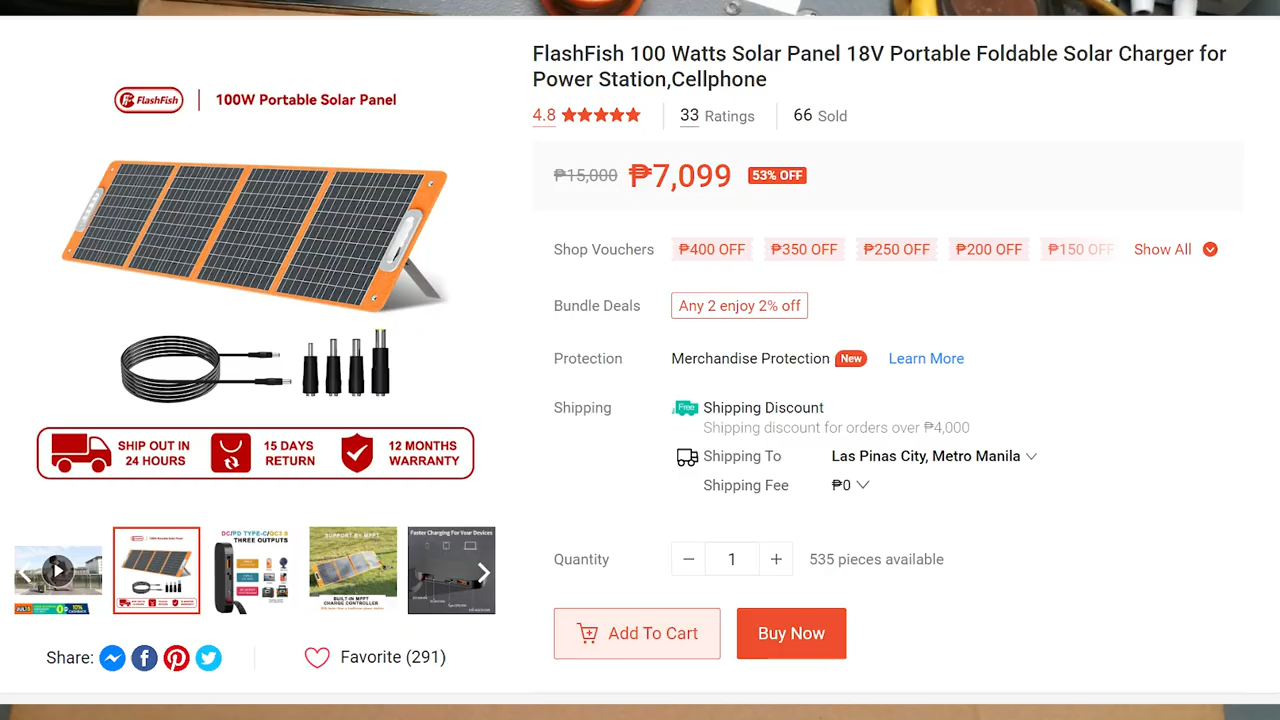 FlashFish 100 Watts Solar Panel 18V Portable Foldable Solar Charger for
Power Station,Cellphone
4.8
33 Ratings
66 Sold
₱15,000 ₱7,099 53% OFF
Shop Vouchers ₱400 OFF ₱350 OFF ₱250 OFF ₱200 OFF ₱150 OFF Show All
Bundle Deals Any 2 enjoy 2% off
Protection Merchandise Protection New Learn More
Shipping Free Shipping Discount
Shipping discount for orders over ₱4,000
Shipping To Las Pinas City, Metro Manila
Shipping Fee ₱0
Quantity 1 535 pieces available
Add To Cart Buy Now
FlashFish 100W Portable Solar Panel
SHIP OUT IN
24 HOURS
15 DAYS
RETURN
12 MONTHS
WARRANTY
DC/PD TYPE-C/QC3.0
THREE OUTPUTS
SUPPORT BY MPPT
BUILT-IN MPPT
CHARGE CONTROLLER
Faster Charging For Your Devices
Share:
Favorite (291)